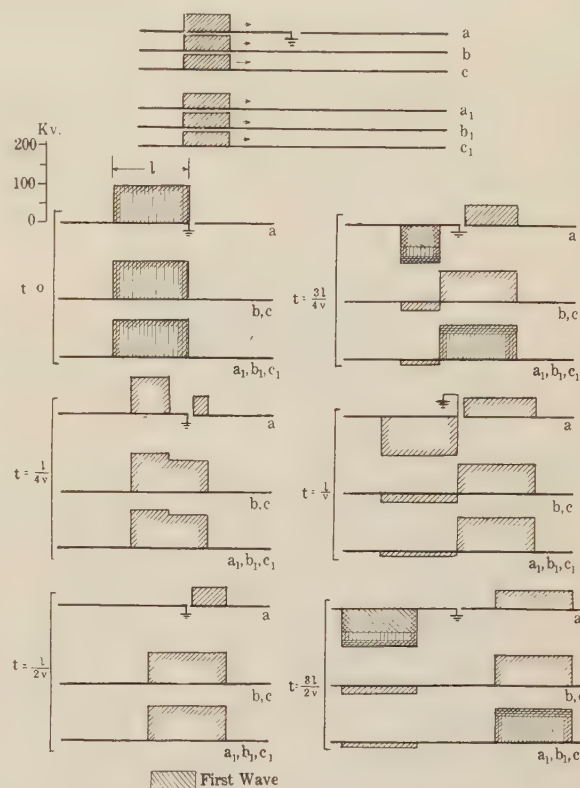 a
b
c
a₁
b₁
c₁
Kv.
200
100
0
l
a
t 0
b, c
a₁, b₁, c₁
t = l/4v
a
b, c
a₁, b₁, c₁
t = l/2v
a
b, c
a₁, b₁, c₁
t = 3l/4v
a
b, c
a₁, b₁, c₁
t = l/v
a
b, c
a₁, b₁, c₁
t = 3l/2v
a
b, c
a₁, b₁, c
First Wave